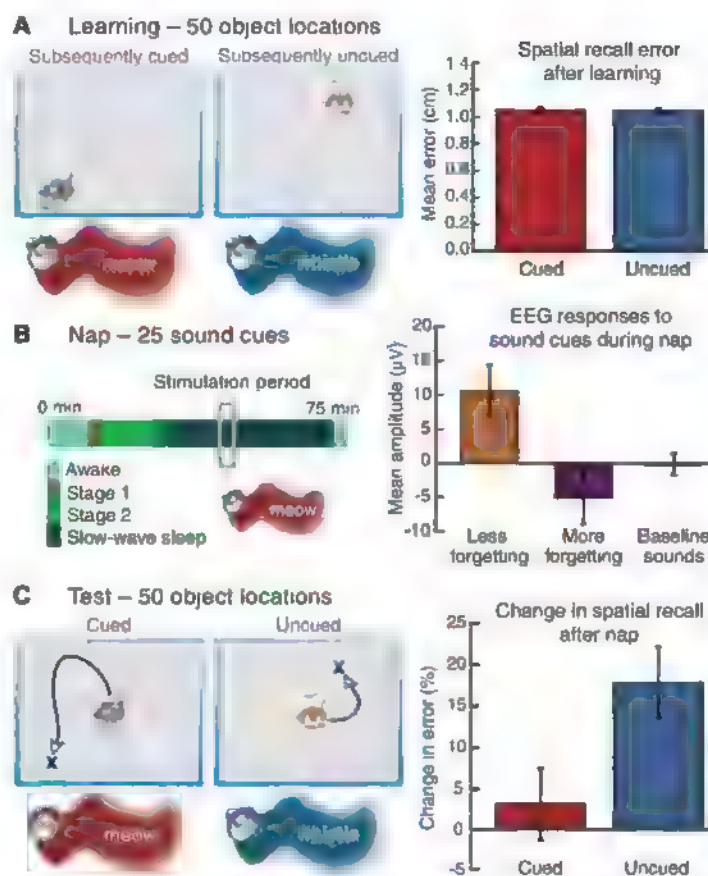 A Learning – 50 object locations
Subsequently cued
Subsequently uncued
Spatial recall error
after learning
Mean error (cm)
1.4
1.2
1.0
0.8
0.6
0.4
0.2
0.0
Cued
Uncued
B Nap – 25 sound cues
Stimulation period
0 min
75 min
Awake
Stage 1
Stage 2
Slow-wave sleep
meow
EEG responses to
sound cues during nap
Mean amplitude (µV)
20
10
5
0
-5
-10
Less
forgetting
More
forgetting
Baseline
sounds
C Test – 50 object locations
Cued
Uncued
X
X
meow
Change in spatial recall
after nap
Change in error (%)
25
20
15
10
5
0
-5
Cued
Uncued